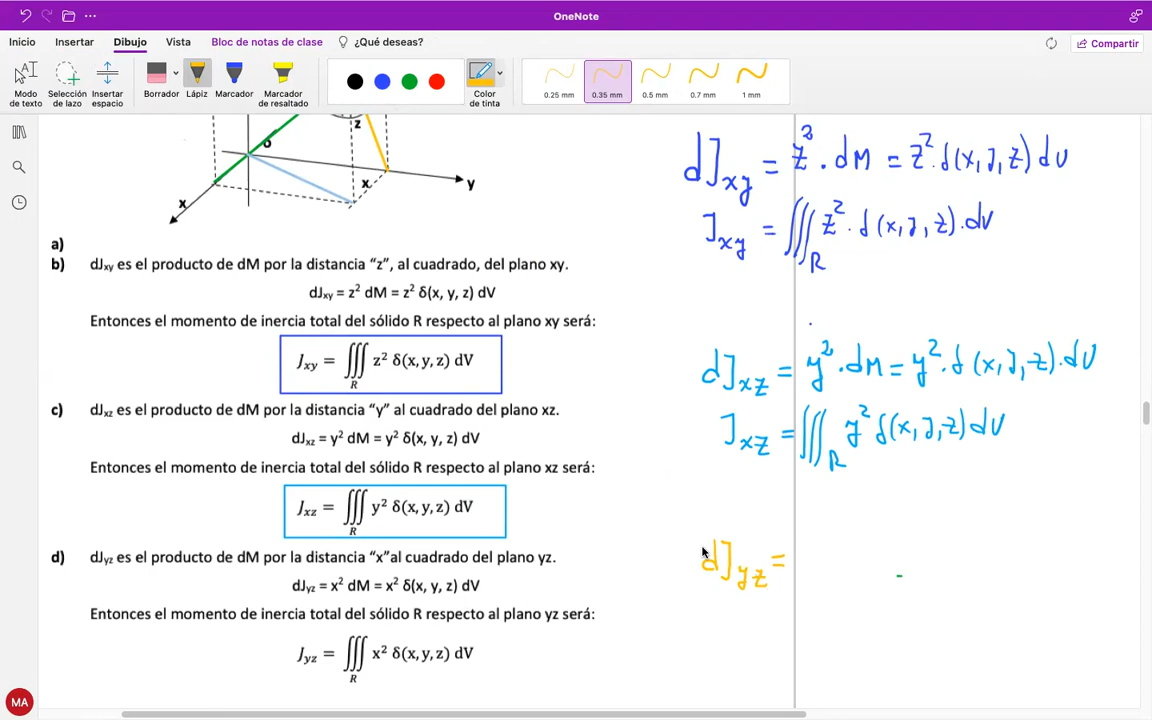 OneNote
Inicio Insertar Dibujo Vista Bloc de notas de clase ¿Qué deseas? Compartir
Modo de texto
Selección de lazo
Insertar espacio
Borrador
Lápiz
Marcador
Marcador de resaltado
Color de tinta
0.25 mm 0.35 mm 0.5 mm 0.7 mm 1 mm
z
o
x
y
x
a)
b) dJxy es el producto de dM por la distancia “z”, al cuadrado, del plano xy.
dJxy = z² dM = z² δ(x, y, z) dV
Entonces el momento de inercia total del sólido R respecto al plano xy será:
Jxy = ∭R z² δ(x, y, z) dV
c) dJxz es el producto de dM por la distancia “y” al cuadrado del plano xz.
dJxz = y² dM = y² δ(x, y, z) dV
Entonces el momento de inercia total del sólido R respecto al plano xz será:
Jxz = ∭R y² δ(x, y, z) dV
d) dJyz es el producto de dM por la distancia “x”al cuadrado del plano yz.
dJyz = x² dM = x² δ(x, y, z) dV
Entonces el momento de inercia total del sólido R respecto al plano yz será:
Jyz = ∭R x² δ(x, y, z) dV
dJxy = z² . dM = z². δ(x, y, z) dV
Jxy = ∭R z² . δ(x, y, z) . dV
dJxz = y² . dM = y² . δ(x, y, z) . dV
Jxz = ∭R y² δ(x, y, z) dV
dJyz =
MA